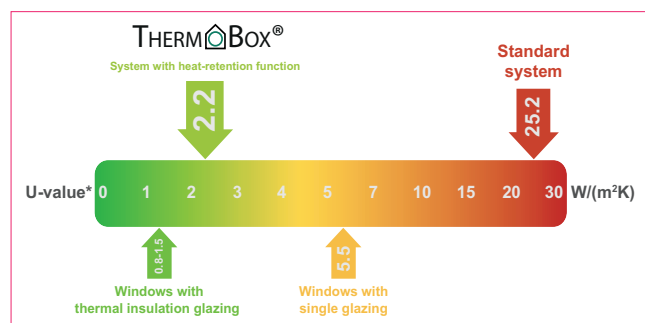 THERMOBOX®
System with heat-retention function
Standard
system
2.2
25.2
U-value* 0 1 2 3 4 5 7 10 15 20 30 W/(m²K)
0.8-1.5
5.5
Windows with
thermal insulation glazing
Windows with
single glazing